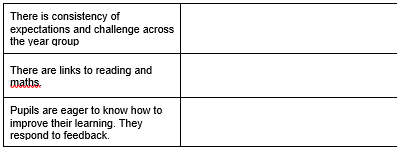 There is consistency of
expectations and challenge across
the year group
There are links to reading and
maths.
Pupils are eager to know how to
improve their learning. They
respond to feedback.